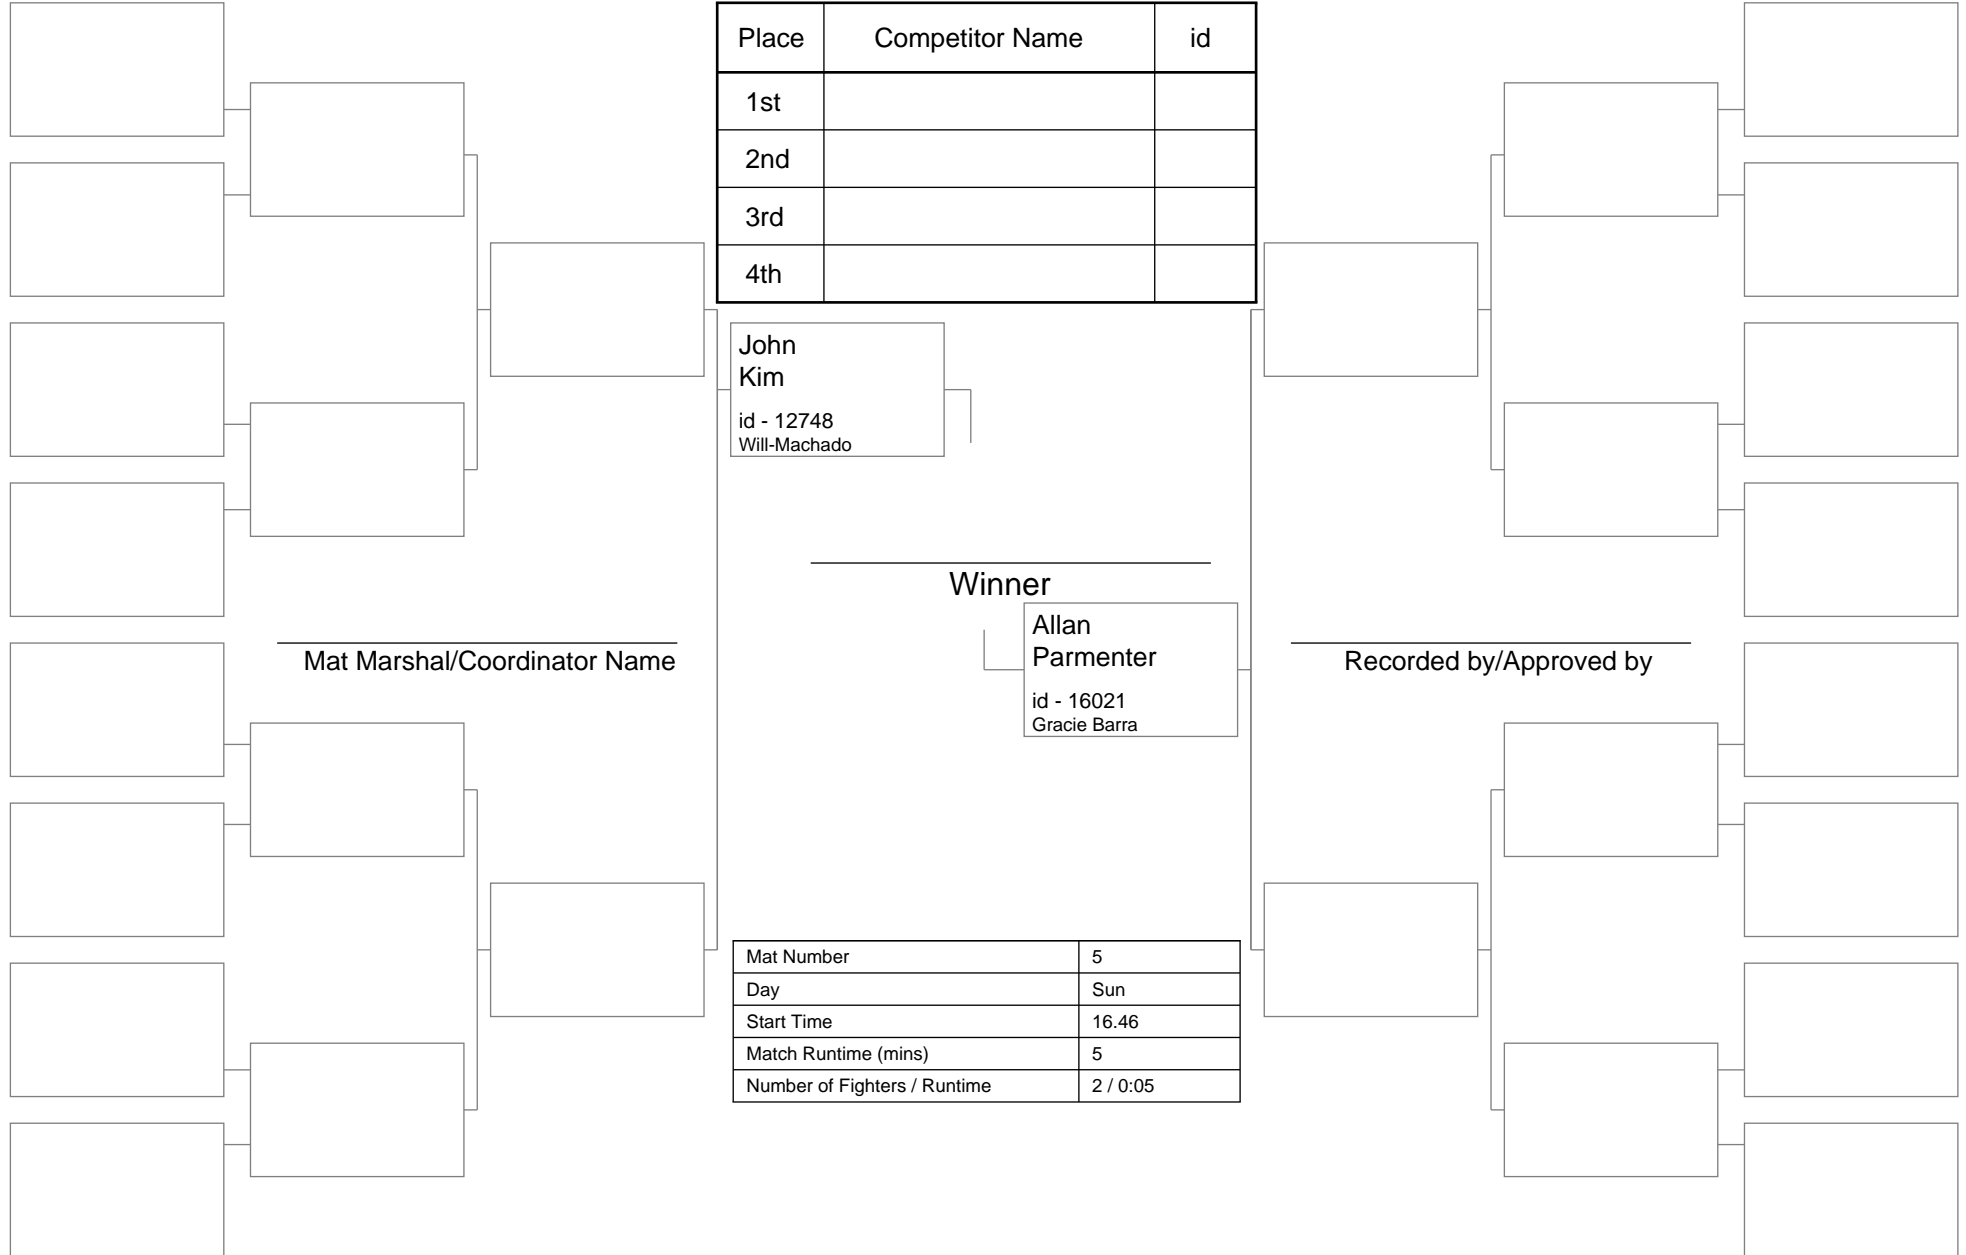 Place Competitor Name id
1st
2nd
3rd
4th
John
Kim
id - 12748
Will-Machado
Winner
Allan
Parmenter
id - 16021
Gracie Barra
Mat Marshal/Coordinator Name
Recorded by/Approved by
Mat Number 5
Day Sun
Start Time 16.46
Match Runtime (mins) 5
Number of Fighters / Runtime 2 / 0:05